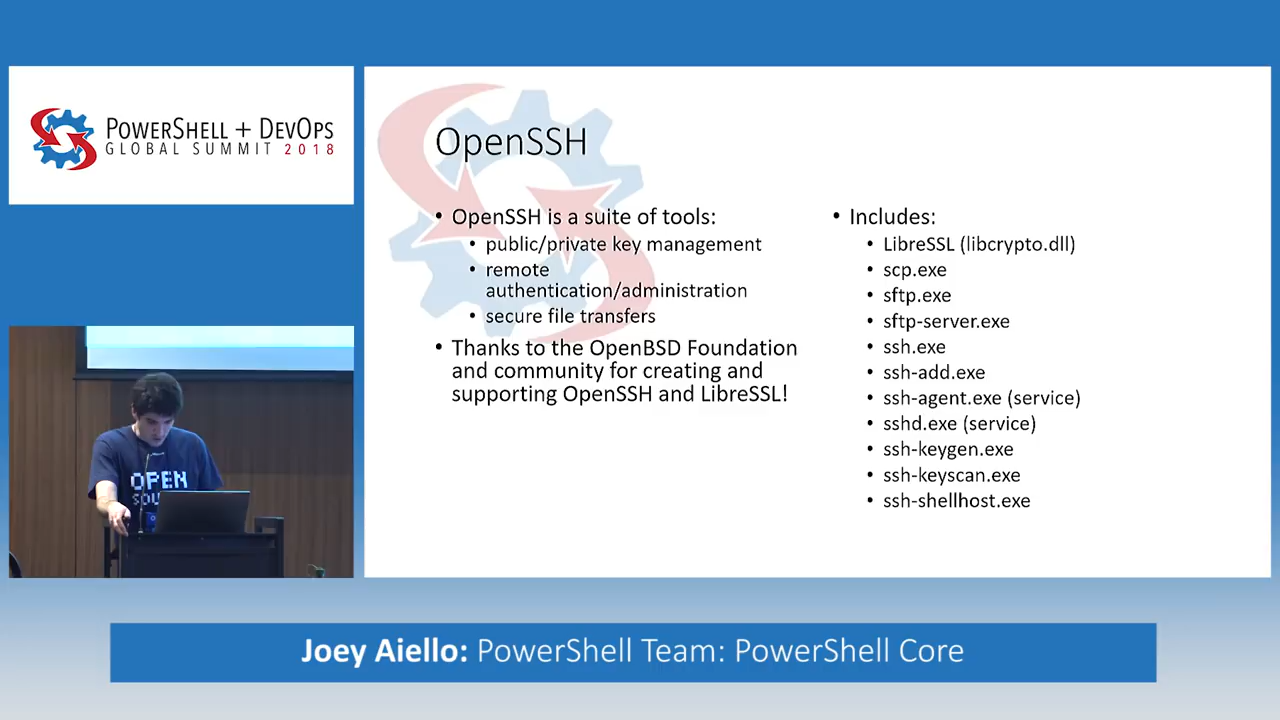 POWERSHELL + DEVOPS
GLOBAL SUMMIT 2018
OpenSSH
• OpenSSH is a suite of tools:
• public/private key management
• remote
authentication/administration
• secure file transfers
• Thanks to the OpenBSD Foundation
and community for creating and
supporting OpenSSH and LibreSSL!
• Includes:
• LibreSSL (libcrypto.dll)
• scp.exe
• sftp.exe
• sftp-server.exe
• ssh.exe
• ssh-add.exe
• ssh-agent.exe (service)
• sshd.exe (service)
• ssh-keygen.exe
• ssh-keyscan.exe
• ssh-shellhost.exe
OPEN
Joey Aiello: PowerShell Team: PowerShell Core